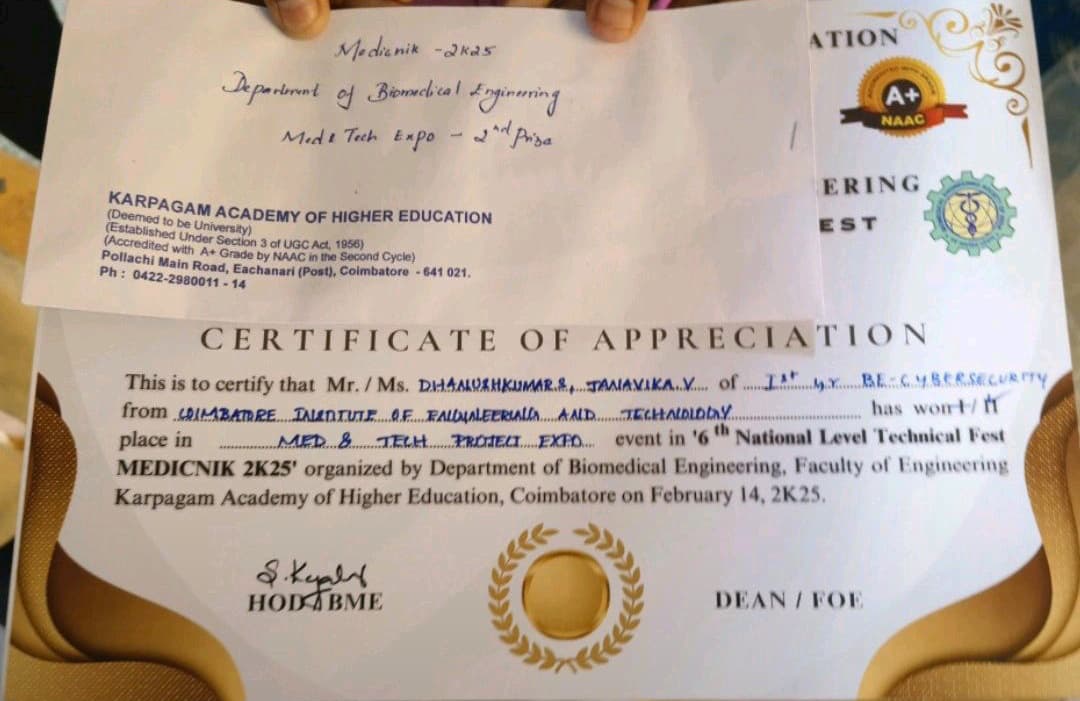 Medicnik - 2K25
Department of Biomedical Engineering
Med & Tech Expo - 2nd Prize
KARPAGAM ACADEMY OF HIGHER EDUCATION
(Deemed to be University)
(Established Under Section 3 of UGC Act, 1956)
(Accredited with A+ Grade by NAAC in the Second Cycle)
Pollachi Main Road, Eachanari (Post), Coimbatore - 641 021.
Ph : 0422-2980011 - 14
ATION
A+
NAAC
ERING
EST
CERTIFICATE OF APPRECIATION
This is to certify that Mr. / Ms. DHANUSHKUMAR.S, JANAVIKA.V of Ist yr BE-CYBERSECURITY
from COIMBATORE INSTITUTE OF ENGINEERING AND TECHNOLOGY has won I / II
place in MED & TECH PROJECT EXPO event in '6th National Level Technical Fest
MEDICNIK 2K25' organized by Department of Biomedical Engineering, Faculty of Engineering
Karpagam Academy of Higher Education, Coimbatore on February 14, 2K25.
HOD / BME
DEAN / FOE